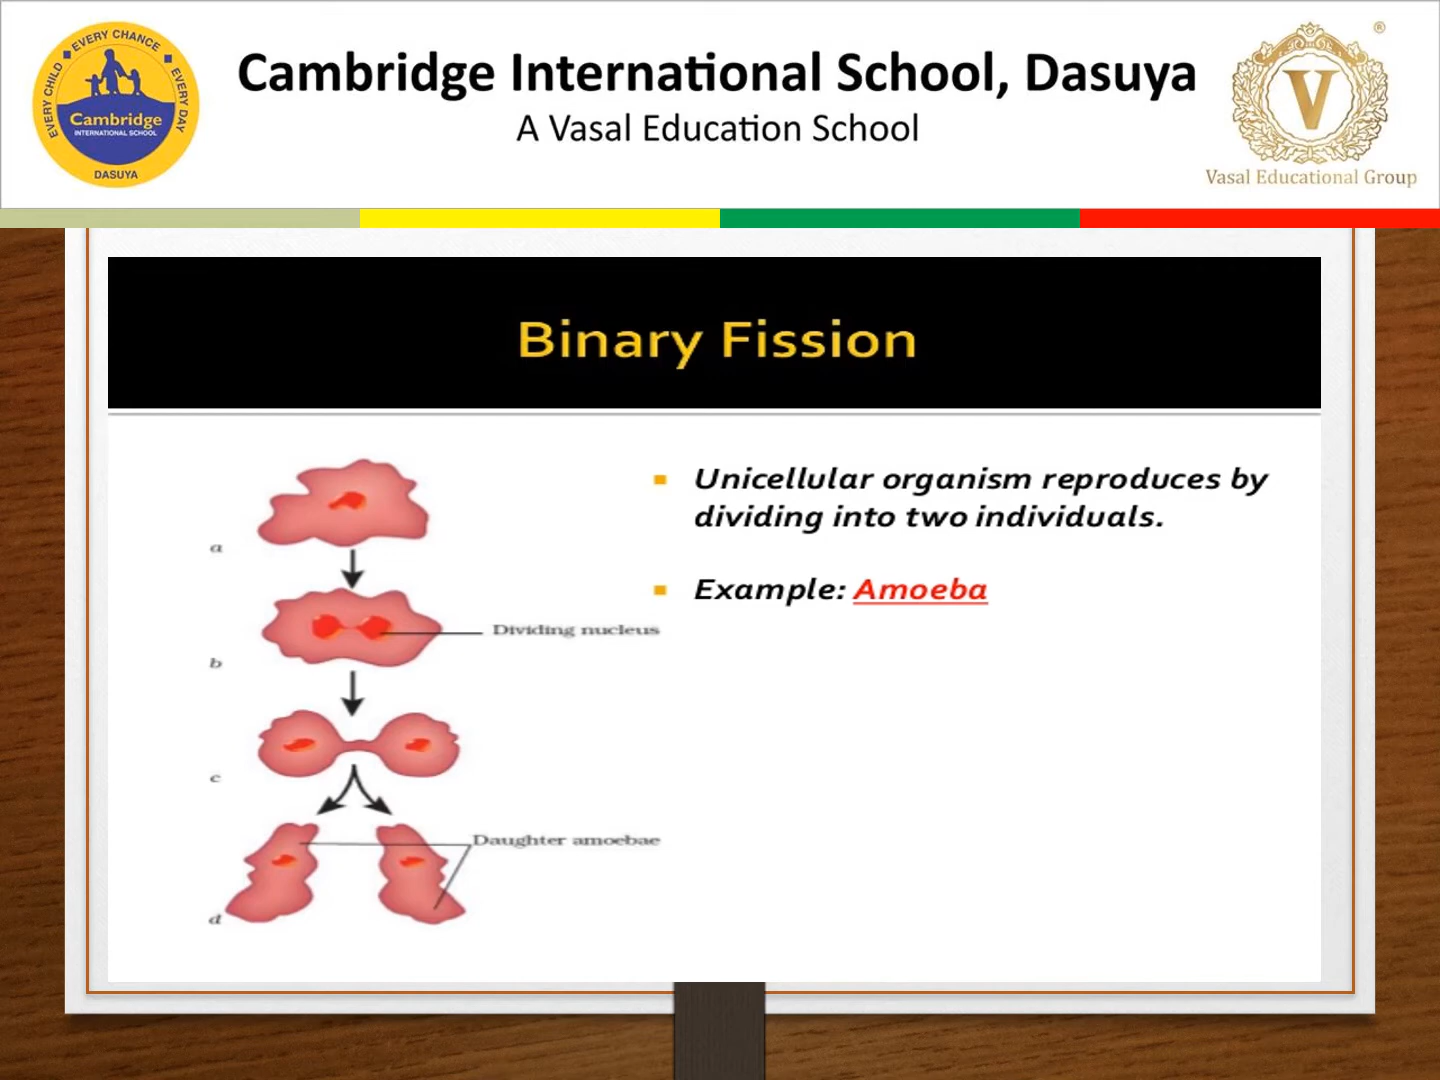 EVERY CHILD ▪ EVERY CHANCE ▪ EVERY DAY
Cambridge
INTERNATIONAL SCHOOL
DASUYA
Cambridge International School, Dasuya
A Vasal Education School
®
V
Vasal Educational Group
Binary Fission
Unicellular organism reproduces by
dividing into two individuals.
Example: Amoeba
a
Dividing nucleus
b
c
Daughter amoebae
d